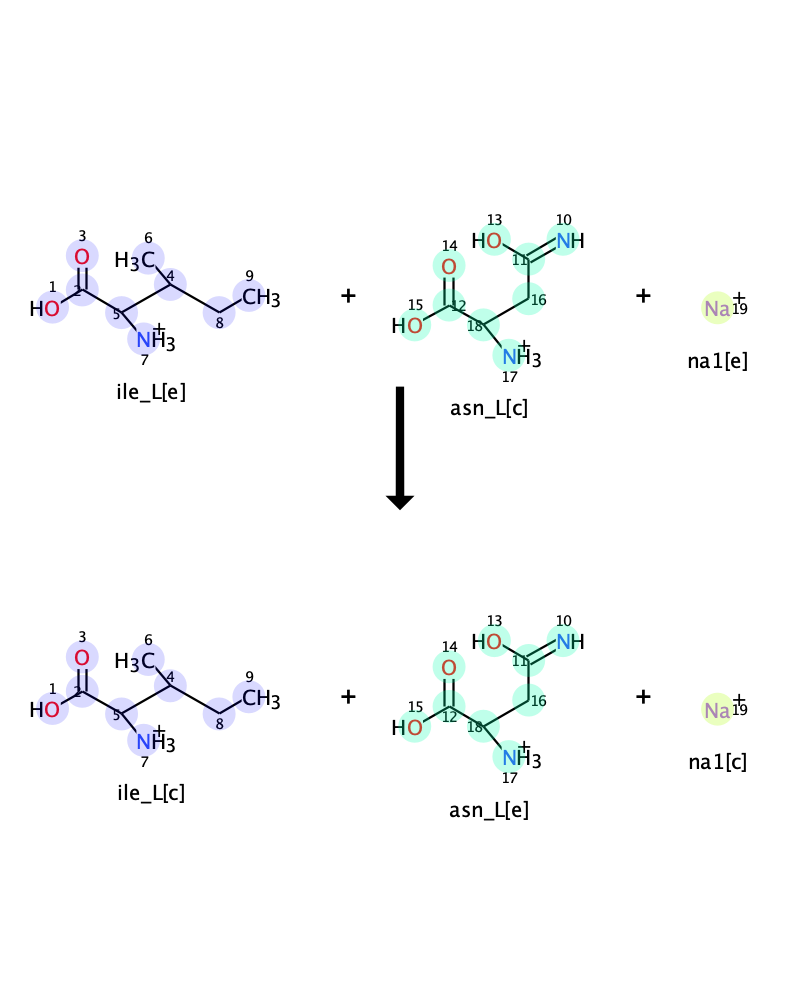 3 O 1 HO 2 5 H3C 6 4 8 9 CH3 NH3 + 7
ile_L[e]
+
13 HO 10 NH 11 14 O 12 16 15 HO 18 NH3 + 17
asn_L[c]
+
Na + 19
na1[e]
3 O 1 HO 2 5 H3C 6 4 8 9 CH3 NH3 + 7
ile_L[c]
+
13 HO 10 NH 11 14 O 12 16 15 HO 18 NH3 + 17
asn_L[e]
+
Na + 19
na1[c]